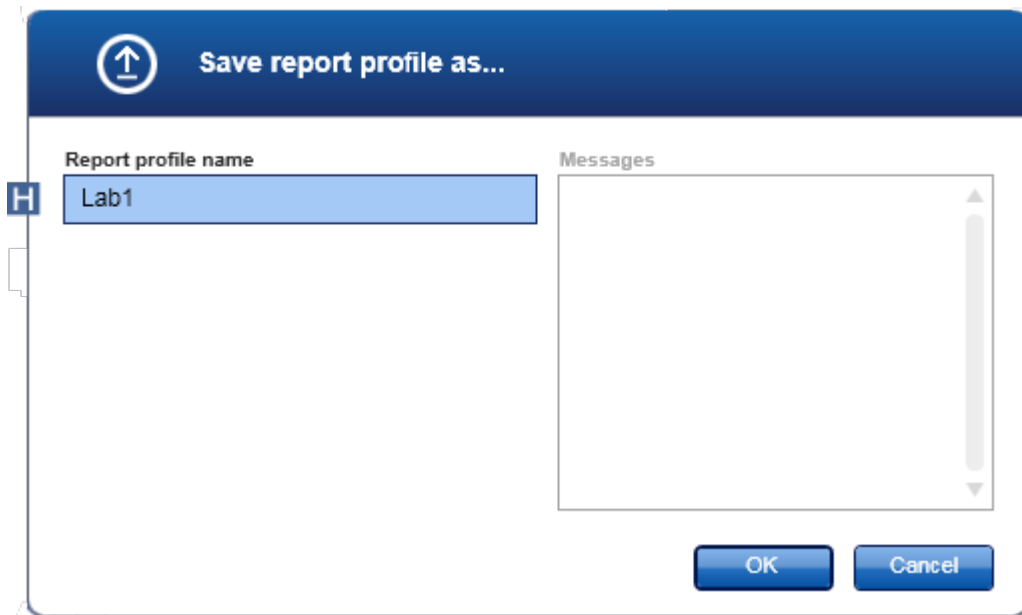 Save report profile as...
Report profile name
Messages
H
Lab1
OK
Cancel